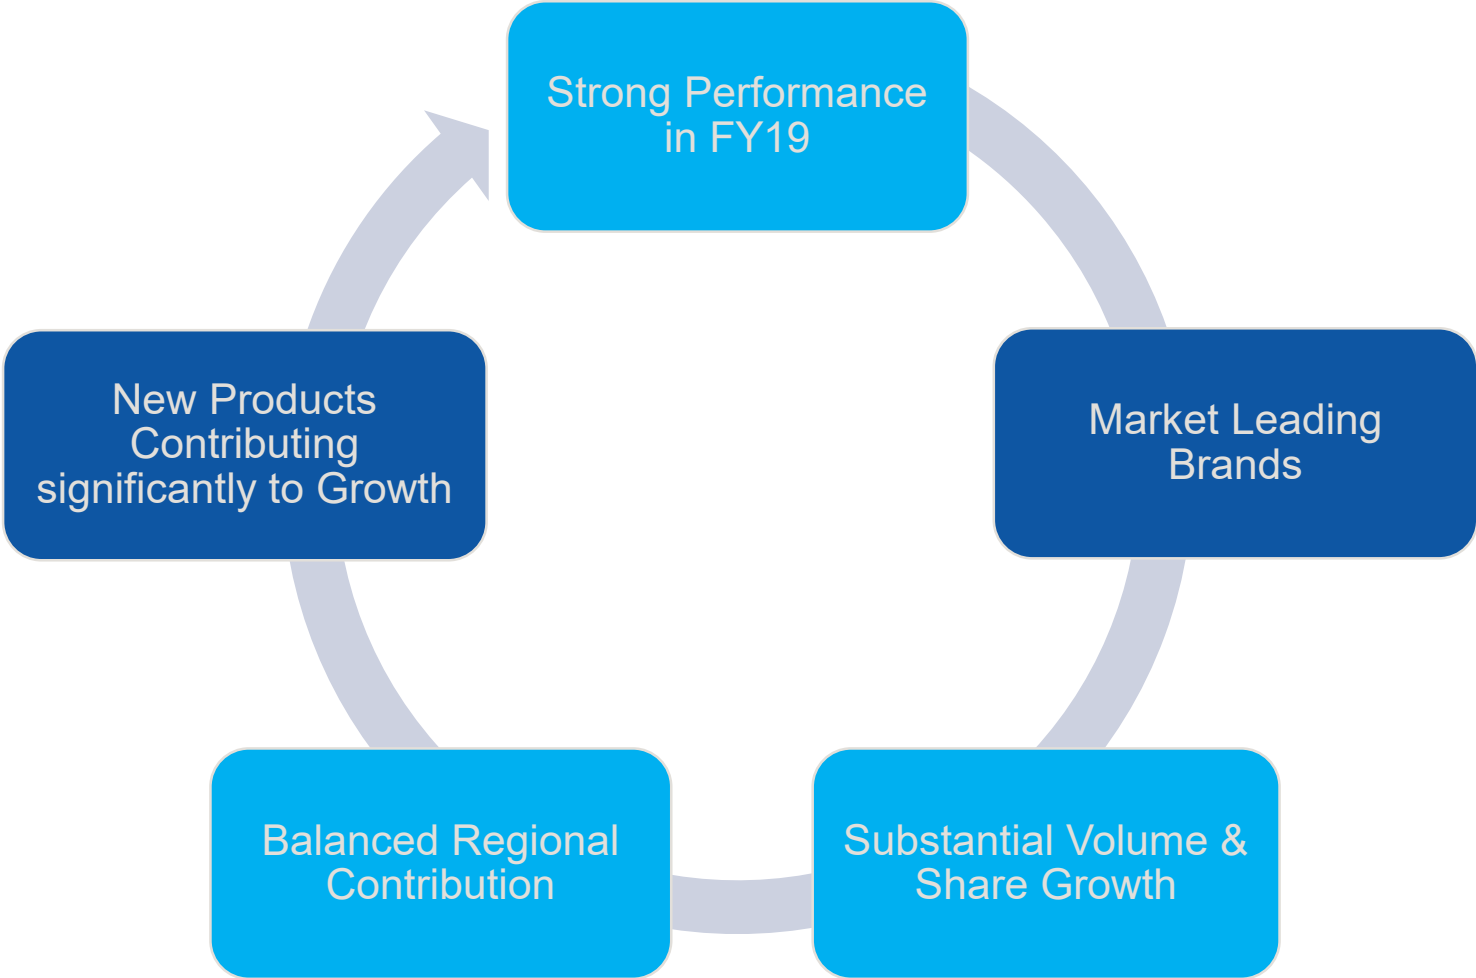 Strong Performance
in FY19
Market Leading
Brands
Substantial Volume &
Share Growth
Balanced Regional
Contribution
New Products
Contributing
significantly to Growth